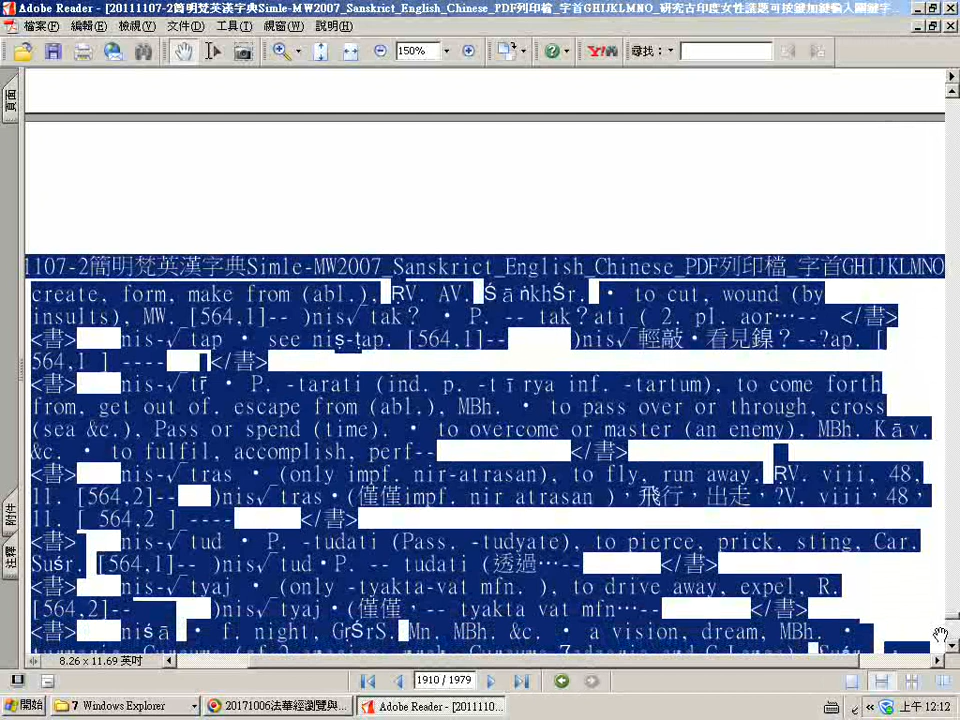 Adobe Reader - [20111107-2簡明梵英漢字典Simle-MW2007_Sanskrict_English_Chinese_PDF列印檔_字首GHIJKLMNO_研究古印度女性議題可按鍵加鍵輸入關鍵字...
檔案(F) 編輯(E) 檢視(V) 文件(D) 工具(T) 視窗(W) 說明(H)
150% 尋找：
頁面
1107-2簡明梵英漢字典Simle-MW2007_Sanskrict_English_Chinese_PDF列印檔_字首GHIJKLMNO
create, form, make from (abl.), ṚV. AV. ŚāṅkhŚr. • to cut, wound (by
insults), MW. [564,1]-- )nis√tak? • P. -- tak?ati ( 2. pl. aor…-- </書>
<書> nis-√tap • see niṣ-ṭap. [564,1]-- )nis√輕敲•看見鎳？--?ap. [
564,1 ] ---- </書>
<書> nis-√tṝ • P. -tarati (ind. p. -tīrya inf. -tartum), to come forth
from, get out of. escape from (abl.), MBh. • to pass over or through, cross
(sea &c.), Pass or spend (time). • to overcome or master (an enemy), MBh. Kāv.
&c. • to fulfil, accomplish, perf-- </書>
<書> nis-√tras • (only impf. nir-atrasan), to fly, run away, ṚV. viii, 48,
11. [564,2]-- )nis√tras•(僅僅impf. nir atrasan )，飛行，出走，?V. viii，48，
11. [ 564,2 ] ---- </書>
附件
<書> nis-√tud • P. -tudati (Pass. -tudyate), to pierce, prick, sting, Car.
注釋
Suśr. [564,1]-- )nis√tud•P. -- tudati (透過…-- </書>
<書> nis-√tyaj • (only -tyakta-vat mfn. ), to drive away, expel, R.
[564,2]-- )nis√tyaj•(僅僅，-- tyakta vat mfn…-- </書>
<書> niśā • f. night, GṛŚrS. Mn. MBh. &c. • a vision, dream, MBh. •
8.26 x 11.69 英吋
1910 / 1979
開始 7 Windows Explorer 20171006法華經瀏覽與... Adobe Reader - [2011110... 上午 12:12